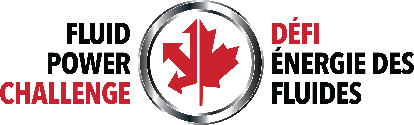 FLUID
POWER
CHALLENGE
DÉFI
ÉNERGIE DES
FLUIDES